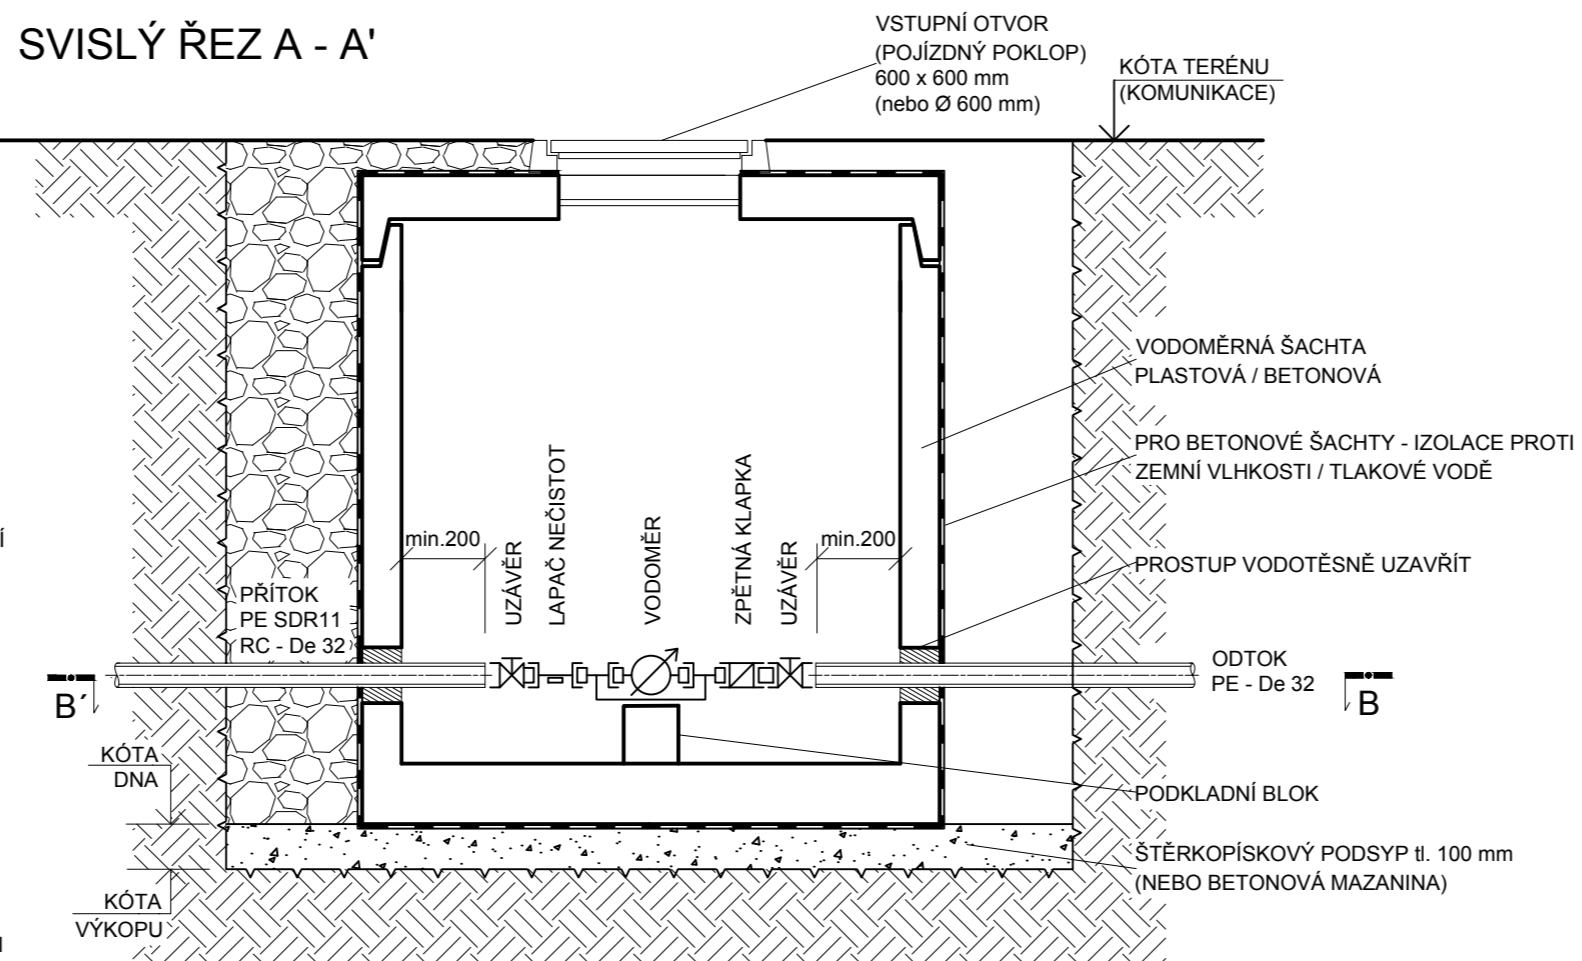 SVISLÝ ŘEZ A - A'
VSTUPNÍ OTVOR
(POJÍZDNÝ POKLOP)
600 x 600 mm
(nebo Ø 600 mm)
KÓTA TERÉNU
(KOMUNIKACE)
VODOMĚRNÁ ŠACHTA
PLASTOVÁ / BETONOVÁ
PRO BETONOVÉ ŠACHTY - IZOLACE PROTI
ZEMNÍ VLHKOSTI / TLAKOVÉ VODĚ
PROSTUP VODOTĚSNĚ UZAVŘÍT
min.200
UZÁVĚR
LAPAČ NEČISTOT
VODOMĚR
ZPĚTNÁ KLAPKA
UZÁVĚR
min.200
Í
PŘÍTOK
PE SDR11
RC - De 32
ODTOK
PE - De 32
B´
B
KÓTA
DNA
PODKLADNÍ BLOK
ŠTĚRKOPÍSKOVÝ PODSYP tl. 100 mm
(NEBO BETONOVÁ MAZANINA)
KÓTA
VÝKOPU